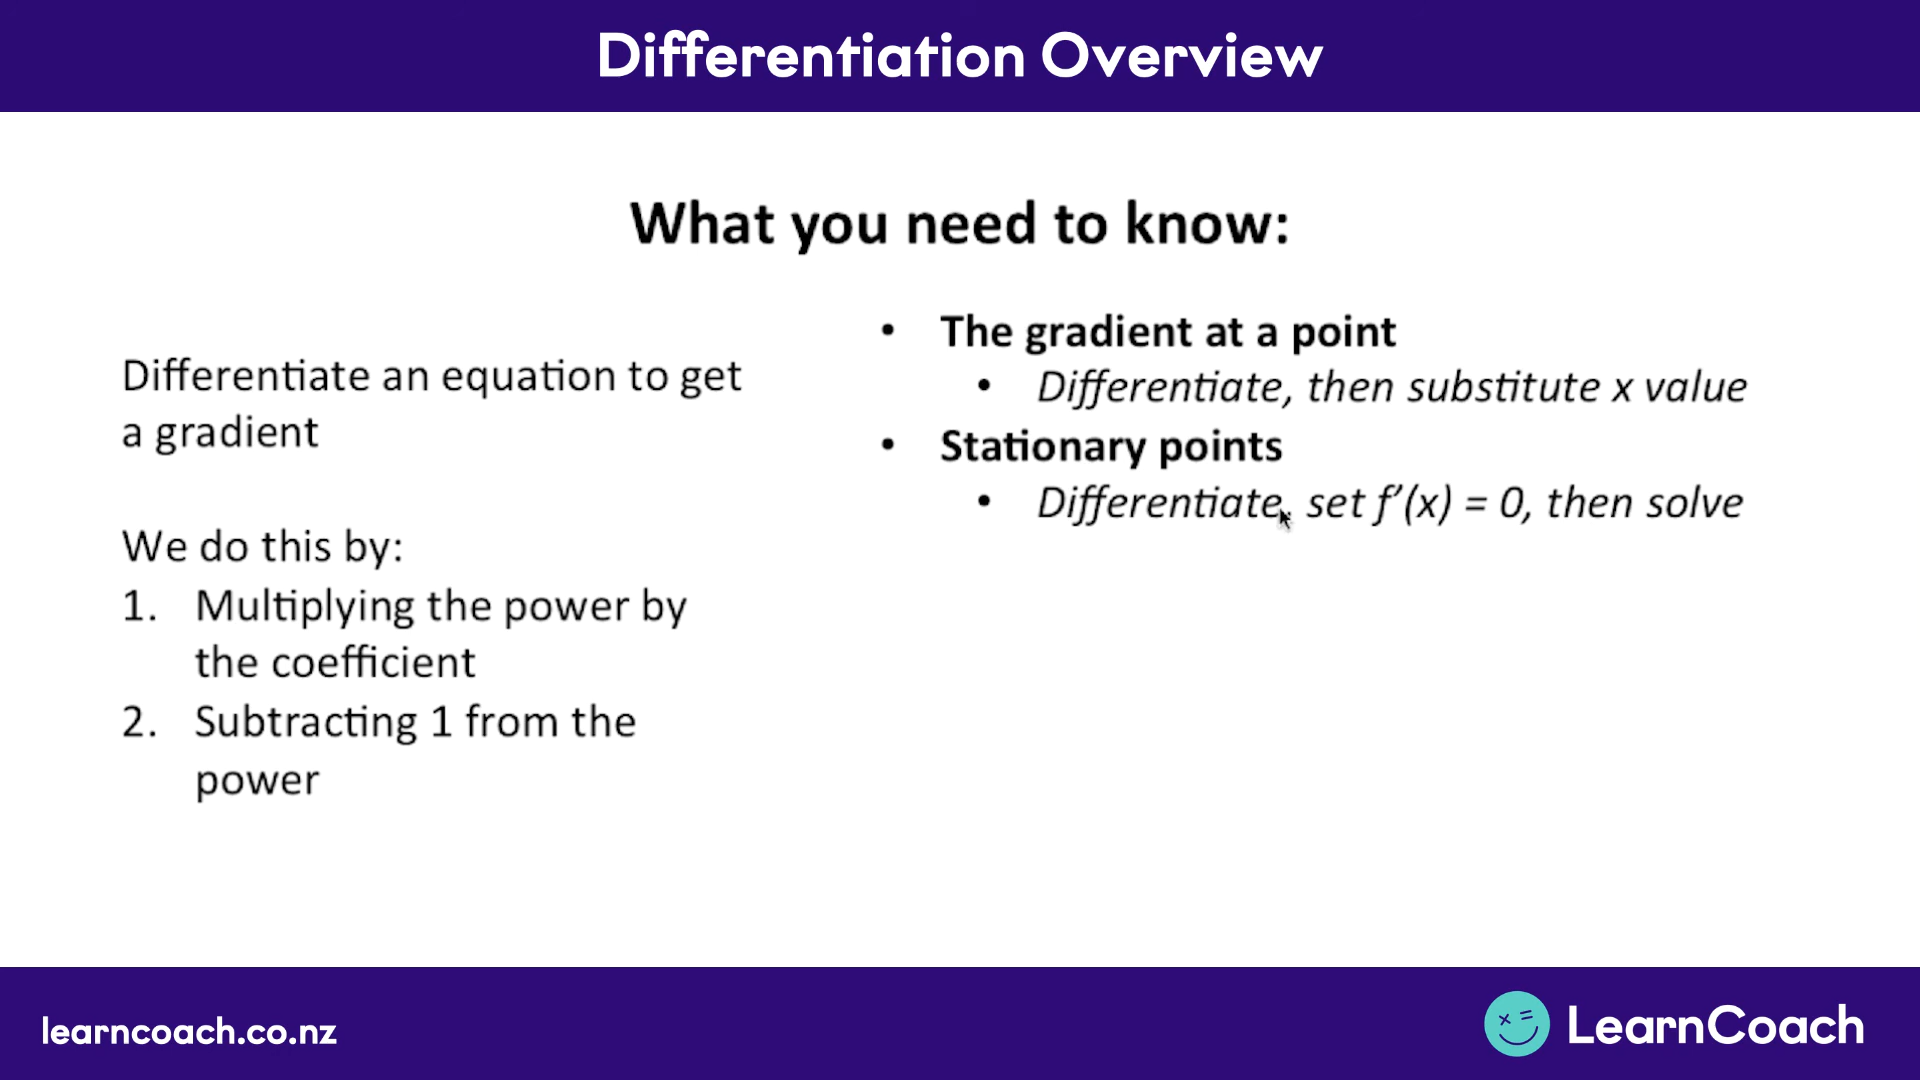 Differentiation Overview
What you need to know:
Differentiate an equation to get
a gradient
We do this by:
1. Multiplying the power by
the coefficient
2. Subtracting 1 from the
power
• The gradient at a point
• Differentiate, then substitute x value
• Stationary points
• Differentiate, set f’(x) = 0, then solve
learncoach.co.nz
LearnCoach